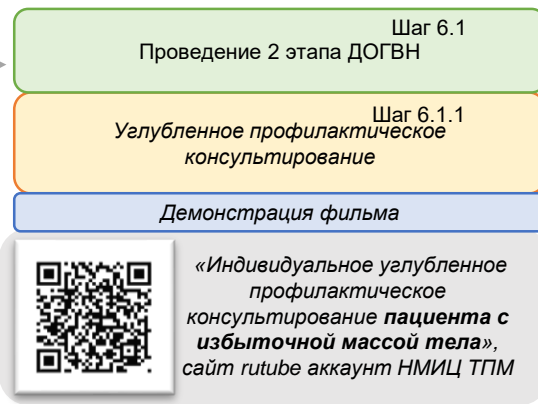 Шаг 6.1
Проведение 2 этапа ДОГВН
Шаг 6.1.1
Углубленное профилактическое
консультирование
Демонстрация фильма
«Индивидуальное углубленное
профилактическое
консультирование пациента с
избыточной массой тела»,
сайт rutube аккаунт НМИЦ ТПМ